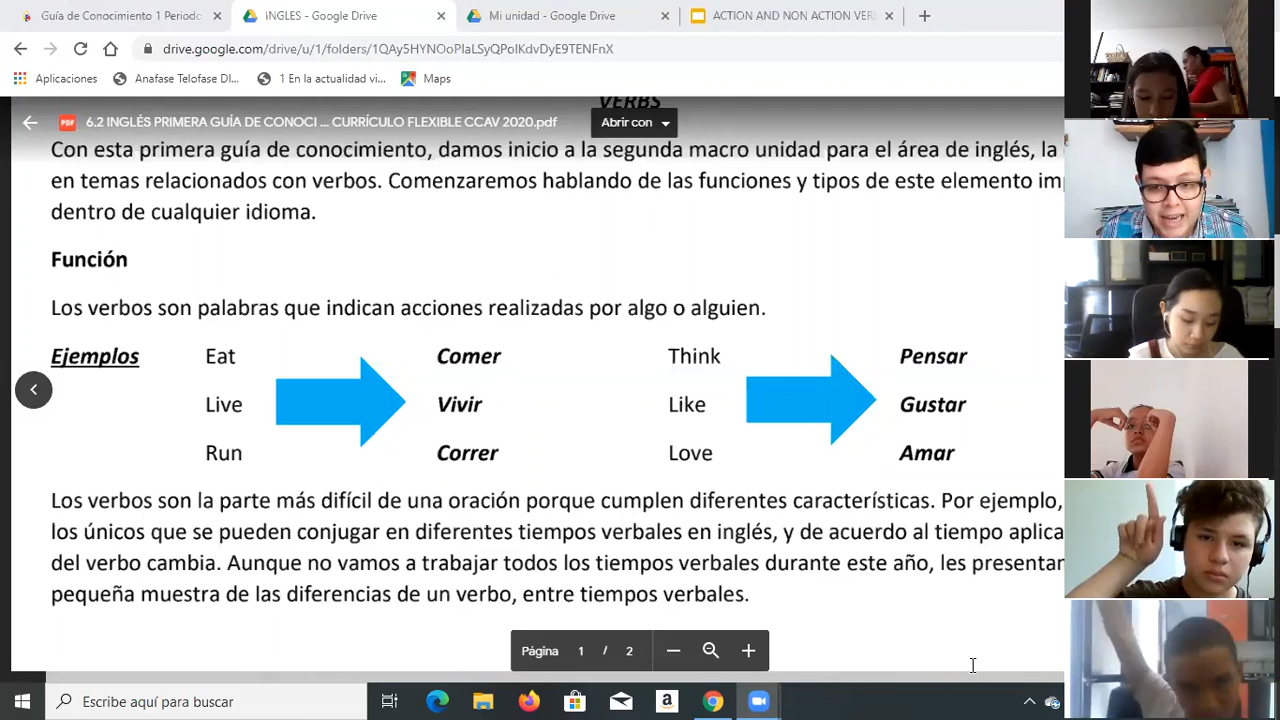 Guía de Conocimiento 1 Periodo
INGLES - Google Drive
Mi unidad - Google Drive
ACTION AND NON ACTION VER
drive.google.com/drive/u/1/folders/1QAy5HYNOoPIaLSyQPoIKdvDyE9TENFnX
Aplicaciones
Anafase Telofase DI...
1 En la actualidad vi...
Maps
VERBS
PDF
6.2 INGLÉS PRIMERA GUÍA DE CONOCI ... CURRÍCULO FLEXIBLE CCAV 2020.pdf
Abrir con
Con esta primera guía de conocimiento, damos inicio a la segunda macro unidad para el área de inglés, la
en temas relacionados con verbos. Comenzaremos hablando de las funciones y tipos de este elemento im
dentro de cualquier idioma.
Función
Los verbos son palabras que indican acciones realizadas por algo o alguien.
Ejemplos Eat Comer Think Pensar
Live Vivir Like Gustar
Run Correr Love Amar
Los verbos son la parte más difícil de una oración porque cumplen diferentes características. Por ejemplo,
los únicos que se pueden conjugar en diferentes tiempos verbales en inglés, y de acuerdo al tiempo aplica
del verbo cambia. Aunque no vamos a trabajar todos los tiempos verbales durante este año, les presentar
pequeña muestra de las diferencias de un verbo, entre tiempos verbales.
Página 1 / 2
Escribe aquí para buscar